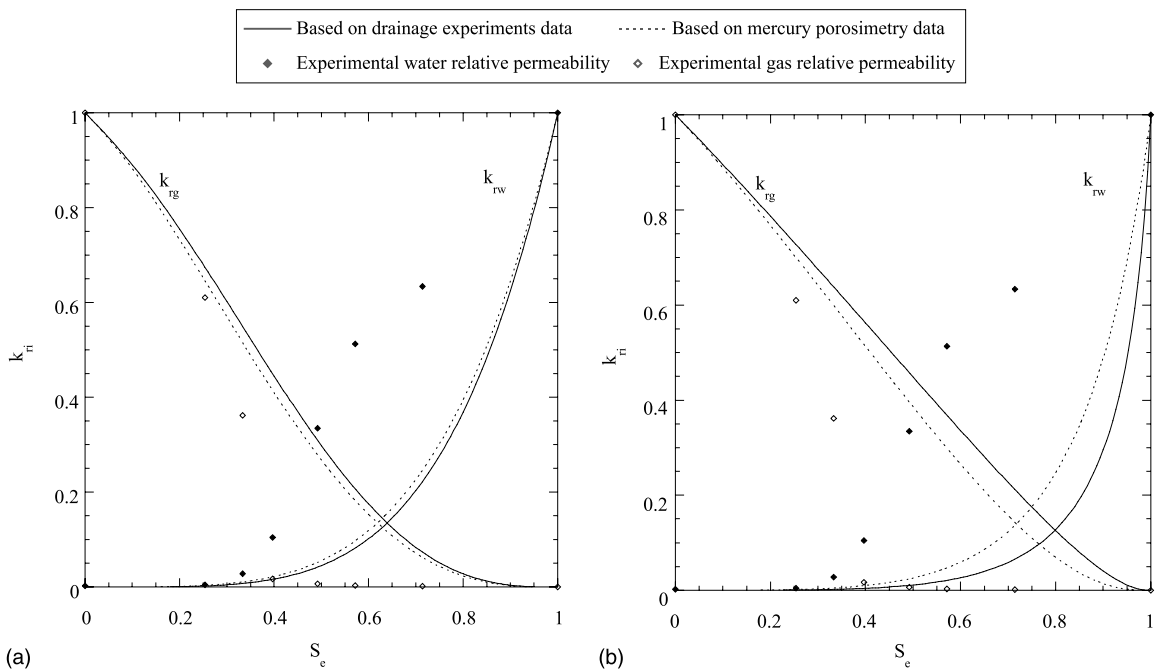 Based on drainage experiments data
Based on mercury porosimetry data
Experimental water relative permeability
Experimental gas relative permeability
1
0.8
0.6
0.4
0.2
0
k_ri
k_rg
k_rw
0 0.2 0.4 0.6 0.8 1
S_e
(a)
1
0.8
0.6
0.4
0.2
0
k_ri
k_rg
k_rw
0 0.2 0.4 0.6 0.8 1
S_e
(b)